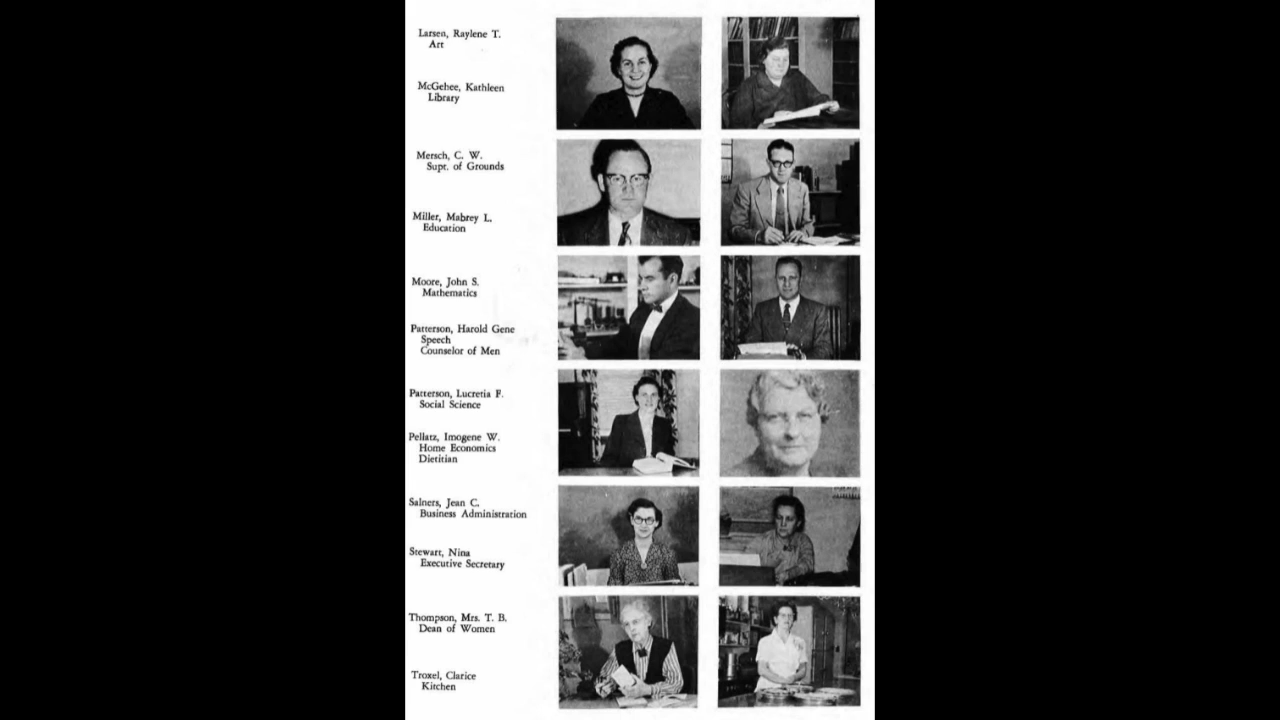 Larsen, Raylene T.
Art
McGehee, Kathleen
Library
Mersch, C. W.
Supt. of Grounds
Miller, Mabrey L.
Education
Moore, John S.
Mathematics
Patterson, Harold Gene
Speech
Counselor of Men
Patterson, Lucretia F.
Social Science
Pellatz, Imogene W.
Home Economics
Dietitian
Salners, Jean C.
Business Administration
Stewart, Nina
Executive Secretary
Thompson, Mrs. T. B.
Dean of Women
Troxel, Clarice
Kitchen